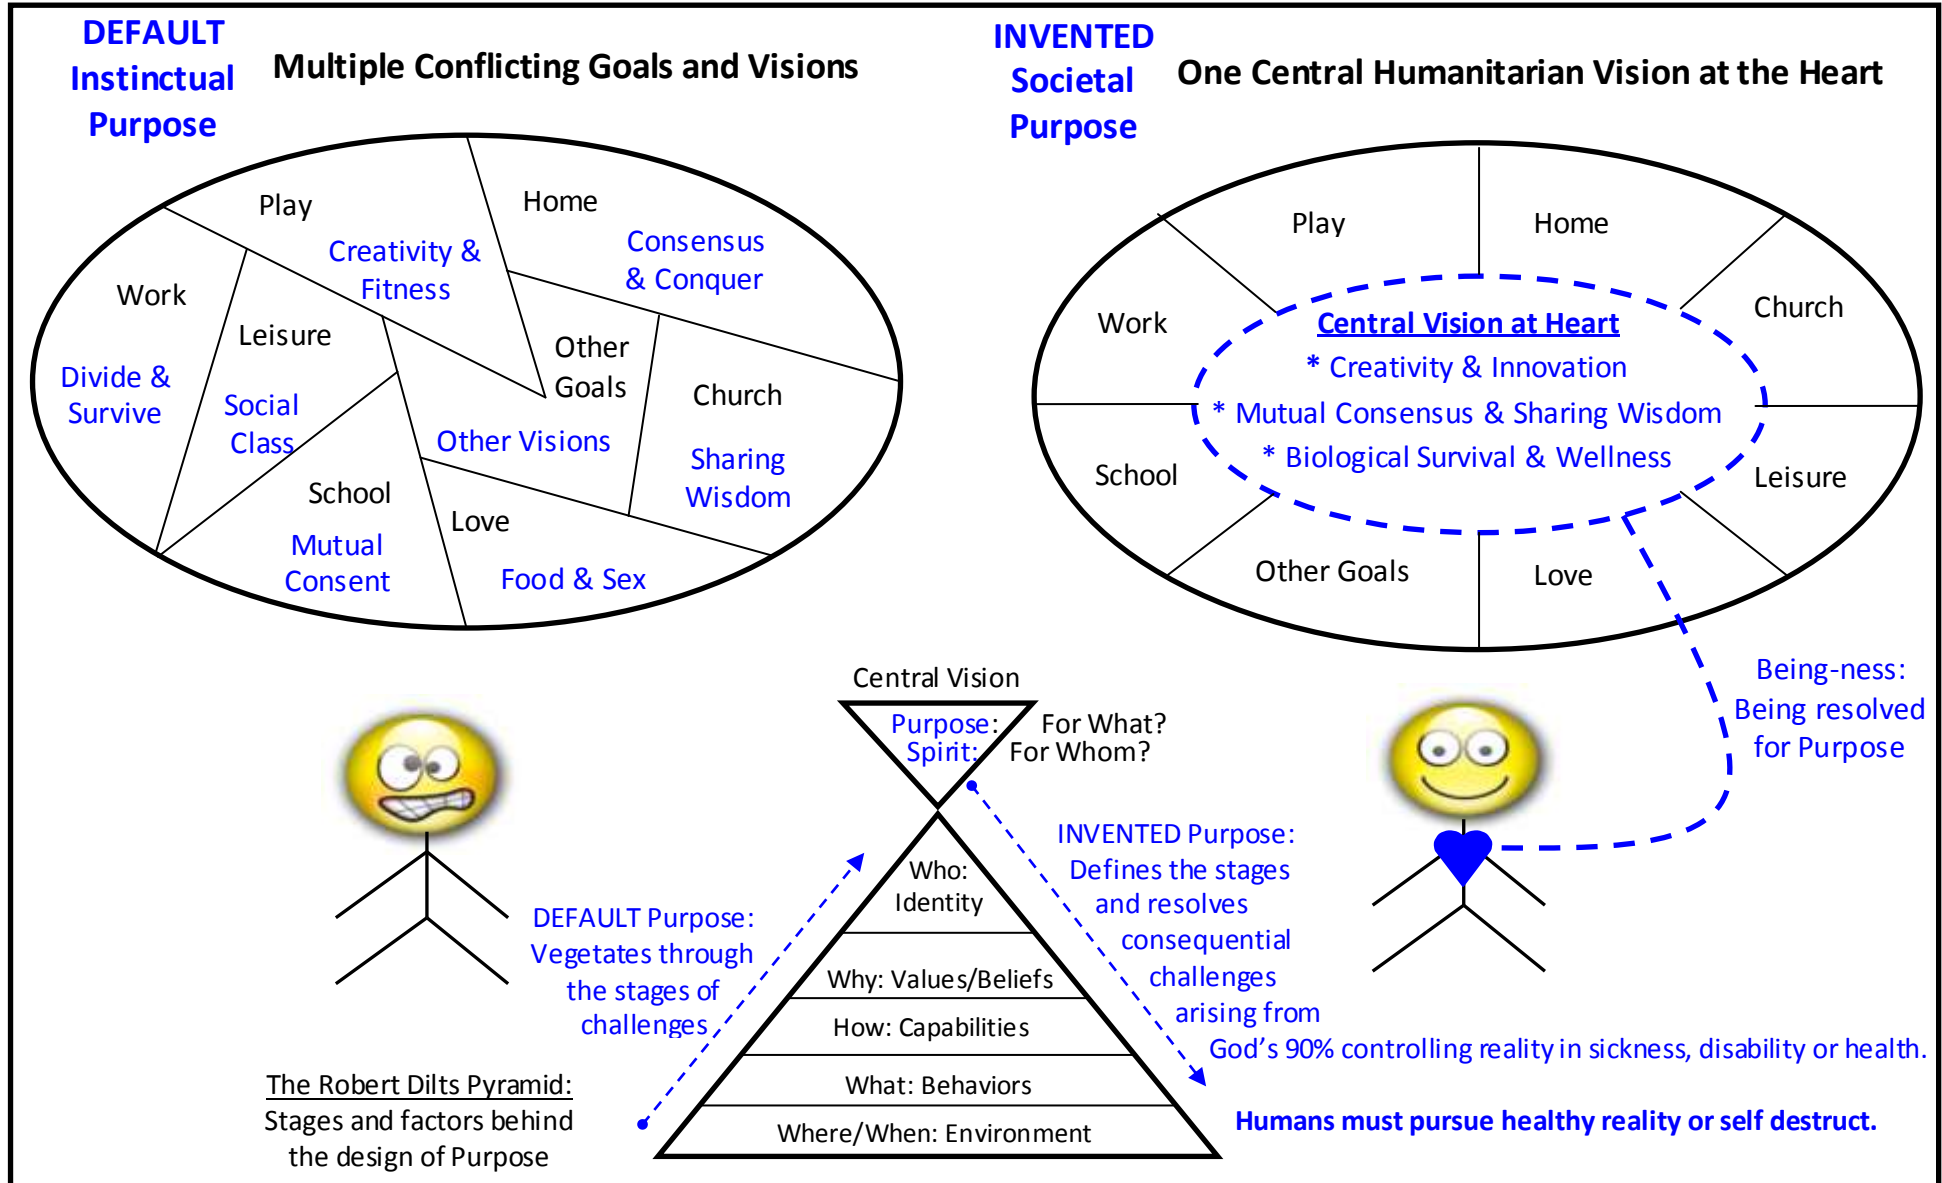 DEFAULT
Instinctual
Purpose
Multiple Conflicting Goals and Visions
Play
Creativity &
Fitness
Home
Consensus
& Conquer
Work
Divide &
Survive
Leisure
Social
Class
Other
Goals
Other Visions
Church
Sharing
Wisdom
School
Mutual
Consent
Love
Food & Sex
INVENTED
Societal
Purpose
One Central Humanitarian Vision at the Heart
Play
Home
Work
Church
Central Vision at Heart
* Creativity & Innovation
* Mutual Consensus & Sharing Wisdom
* Biological Survival & Wellness
School
Leisure
Other Goals
Love
Being-ness:
Being resolved
for Purpose
Central Vision
Purpose: For What?
Spirit: For Whom?
Who:
Identity
Why: Values/Beliefs
How: Capabilities
What: Behaviors
Where/When: Environment
DEFAULT Purpose:
Vegetates through
the stages of
challenges
The Robert Dilts Pyramid:
Stages and factors behind
the design of Purpose
INVENTED Purpose:
Defines the stages
and resolves
consequential
challenges
arising from
God's 90% controlling reality in sickness, disability or health.
Humans must pursue healthy reality or self destruct.